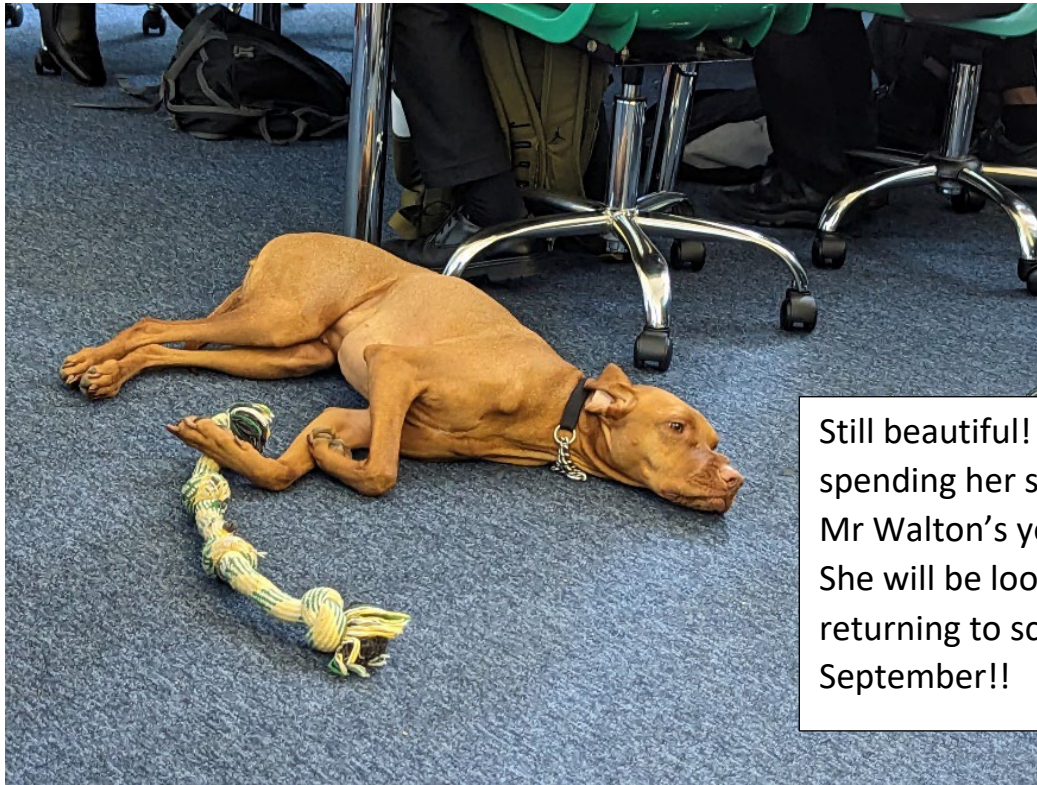 Still beautiful!
spending her
Mr Walton's
She will be
returning to
September!!